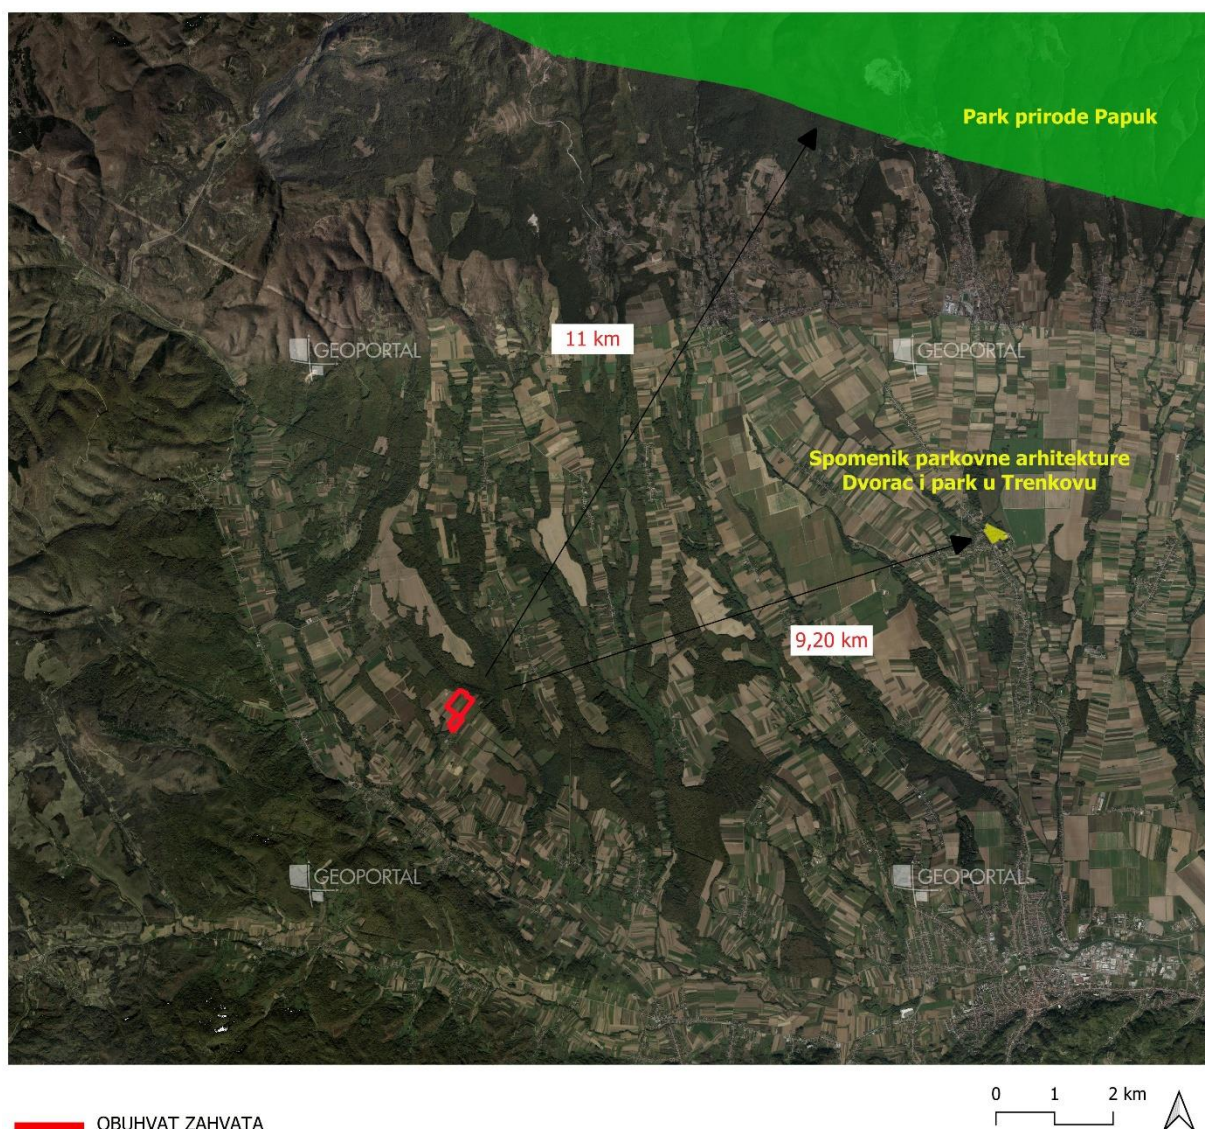 Park prirode Papuk
11 km
GEOPORTAL
GEOPORTAL
Spomenik parkovne arhitekture
Dvorac i park u Trenkovu
9,20 km
GEOPORTAL
GEOPORTAL
0 1 2 km
OBUHVAT ZAHVATA